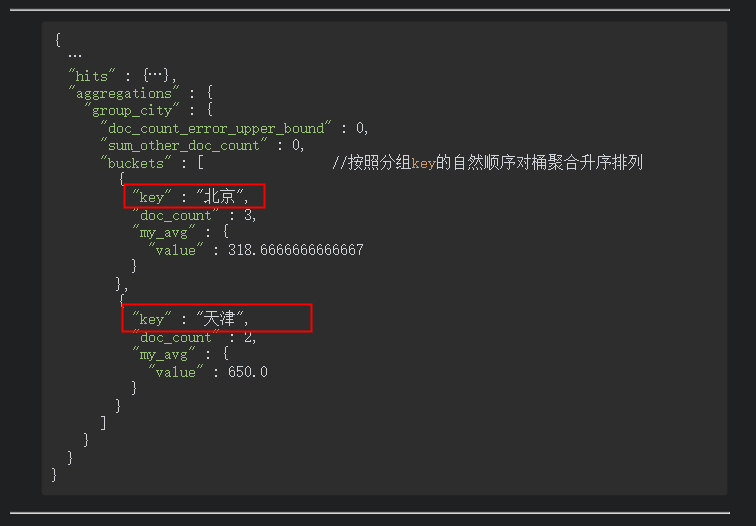 {
  …
  "hits" : {…},
  "aggregations" : {
    "group_city" : {
      "doc_count_error_upper_bound" : 0,
      "sum_other_doc_count" : 0,
      "buckets" : [                //按照分组key的自然顺序对桶聚合升序排列
        {
          "key" : "北京",
          "doc_count" : 3,
          "my_avg" : {
            "value" : 318.6666666666667
          }
        },
        {
          "key" : "天津",
          "doc_count" : 2,
          "my_avg" : {
            "value" : 650.0
          }
        }
      ]
    }
  }
}